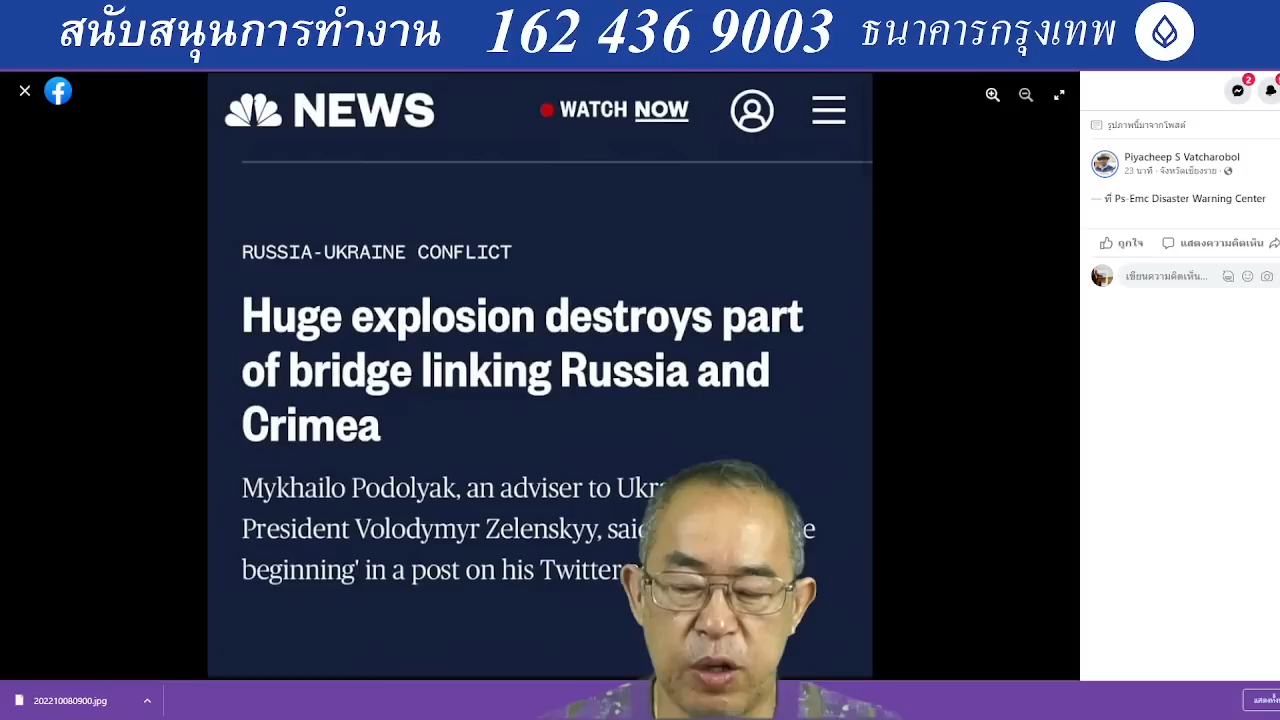 สนับสนุนการทำงาน 162 436 9003 ธนาคารกรุงเทพ
NEWS WATCH NOW
RUSSIA-UKRAINE CONFLICT
Huge explosion destroys part
of bridge linking Russia and
Crimea
Mykhailo Podolyak, an adviser to
President Volodymyr Zelenskyy,
beginning' in a post on his Twitter
2
รูปภาพนี้มาจากโพสต์
Piyacheep S Vatcharobol
23 นาที · จังหวัดเชียงราย ·
— ที่ Ps-Emc Disaster Warning Center
ถูกใจ แสดงความคิดเห็น
เขียนความคิดเห็น...
202210080900.jpg